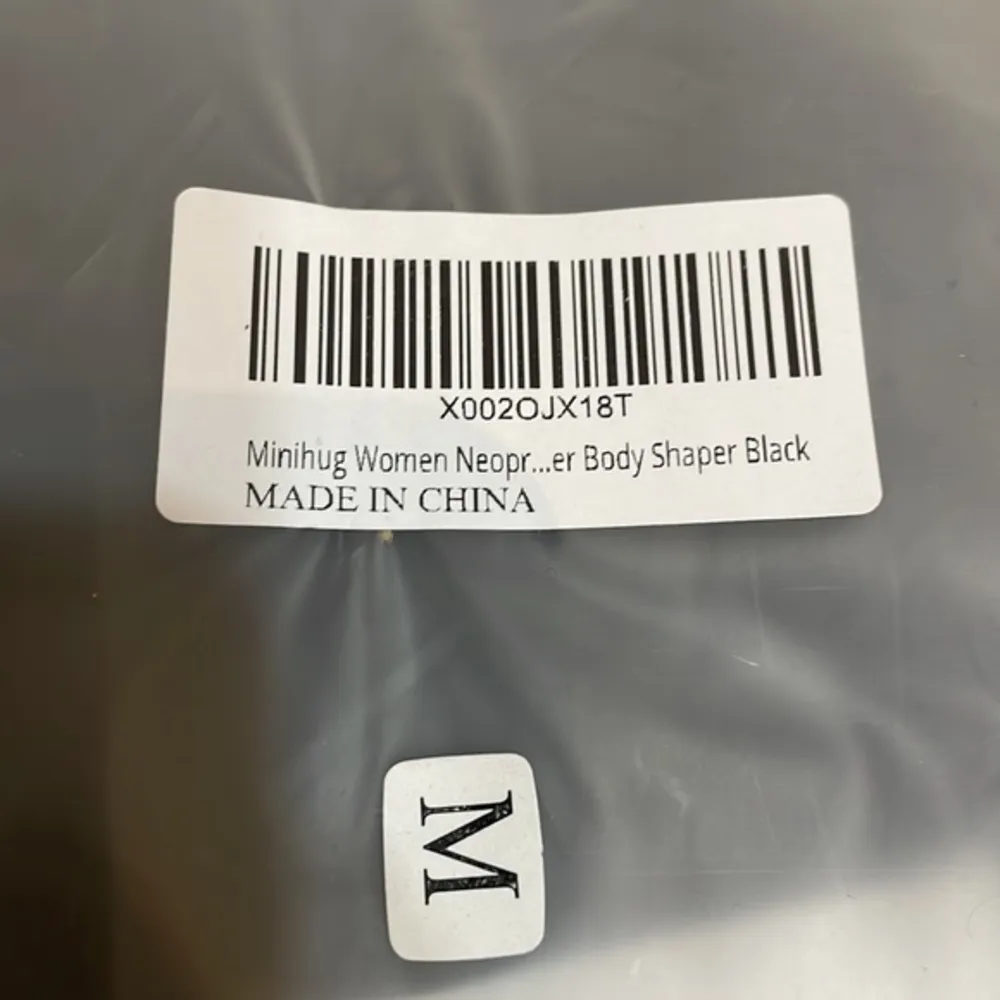 X002OJX18T
Minihug Women Neopr...er Body Shaper Black
MADE IN CHINA
M